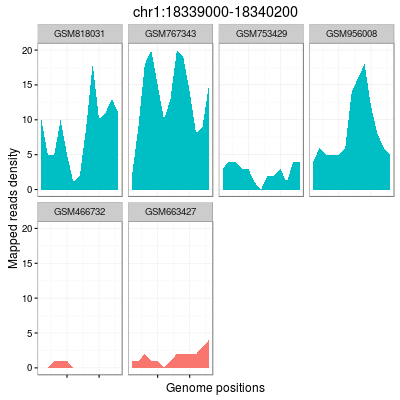 chr1:18339000-18340200
GSM818031 GSM767343 GSM753429 GSM956008
20
15
10
5
0
Mapped reads density
GSM466732 GSM663427
20
15
10
5
0
Genome positions